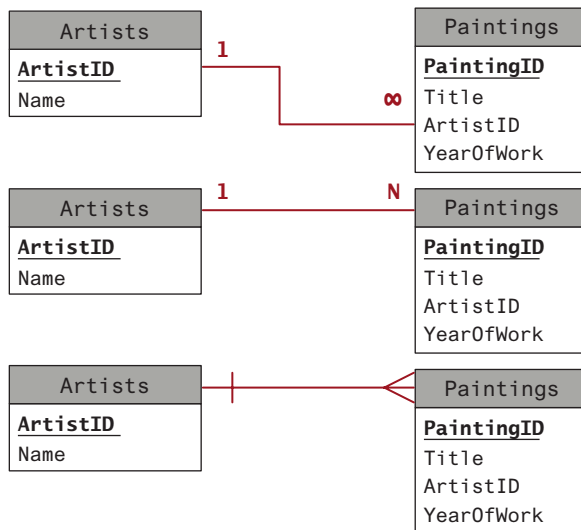 Artists
ArtistID
Name
1
∞
Paintings
PaintingID
Title
ArtistID
YearOfWork
Artists
ArtistID
Name
1
N
Paintings
PaintingID
Title
ArtistID
YearOfWork
Artists
ArtistID
Name
Paintings
PaintingID
Title
ArtistID
YearOfWork